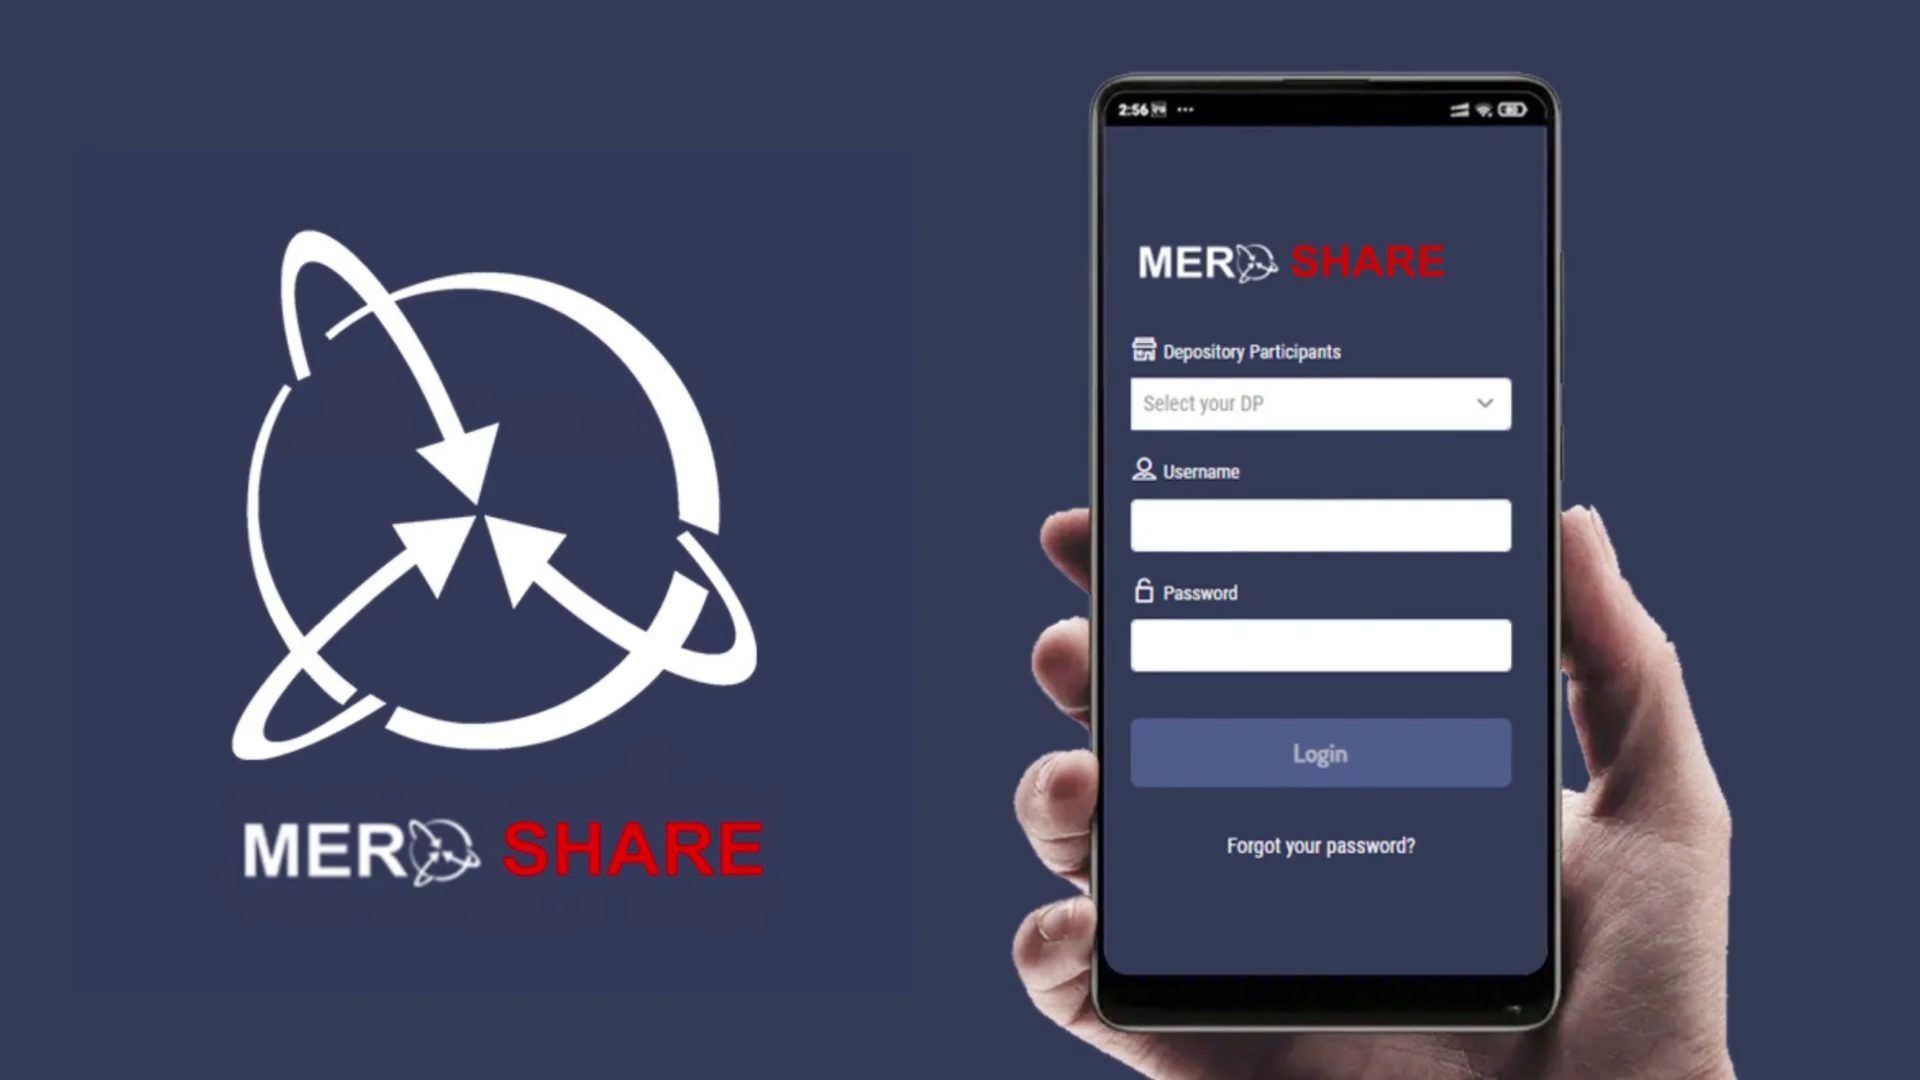 MERO SHARE
2:56 ...
MERO SHARE
Depository Participants
Select your DP
Username
Password
Login
Forgot your password?